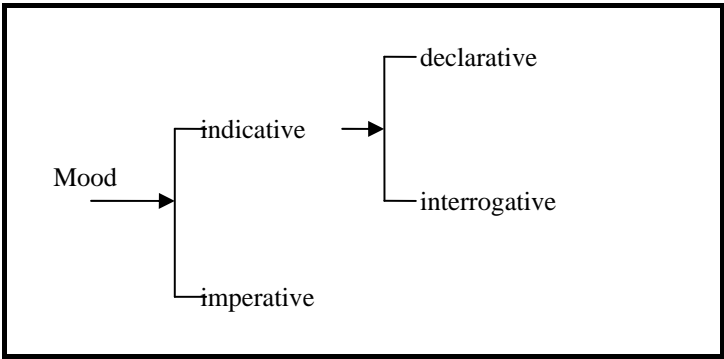 declarative
indicative
Mood
interrogative
imperative